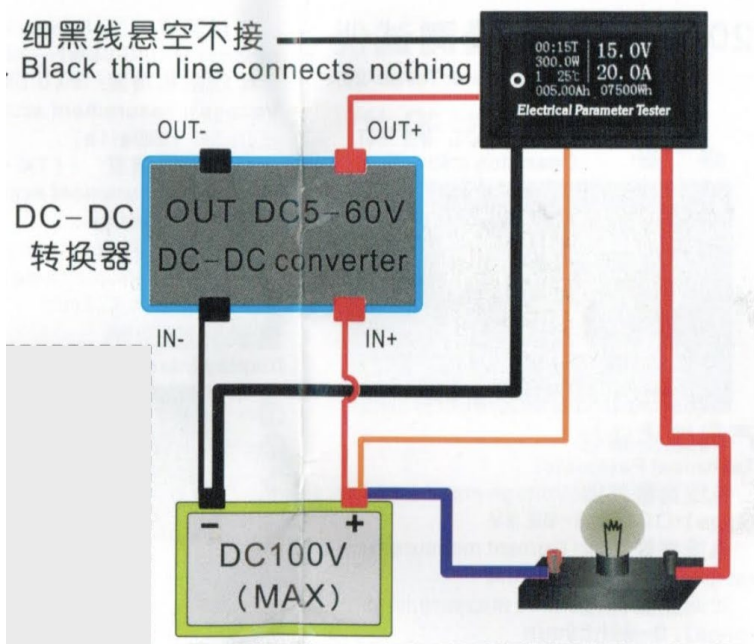 细黑线悬空不接
Black thin line connects nothing
00:15T
300.0W
1 25℃
005.00Ah
15.0V
20.0A
07500Wh
Electrical Parameter Tester
OUT-
OUT+
DC-DC
转换器
OUT DC5-60V
DC-DC converter
IN-
IN+
-
+
DC100V
(MAX)